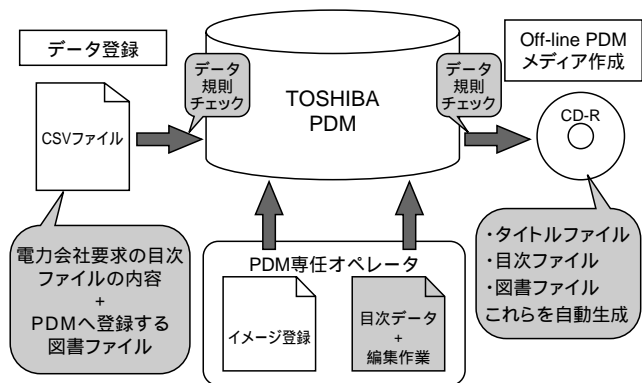 データ登録
CSVファイル
電力会社要求の目次
ファイルの内容
+
PDMへ登録する
図書ファイル
データ
規則
チェック
TOSHIBA
PDM
データ
規則
チェック
PDM専任オペレータ
イメージ登録
目次データ
+
編集作業
Off-line PDM
メディア作成
CD-R
・タイトルファイル
・目次ファイル
・図書ファイル
これらを自動生成